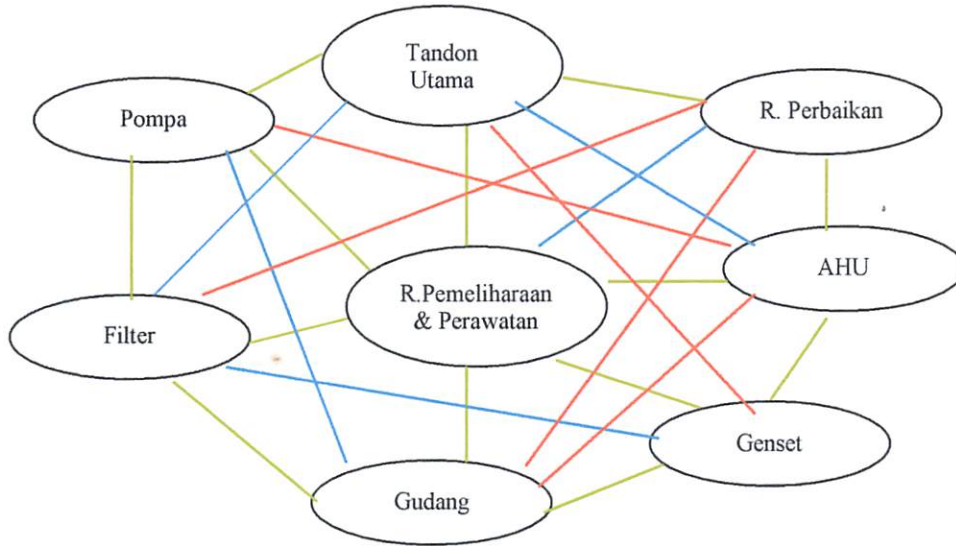 Tandon
Utama
Pompa
R. Perbaikan
AHU
R.Pemeliharaan
& Perawatan
Filter
Genset
Gudang